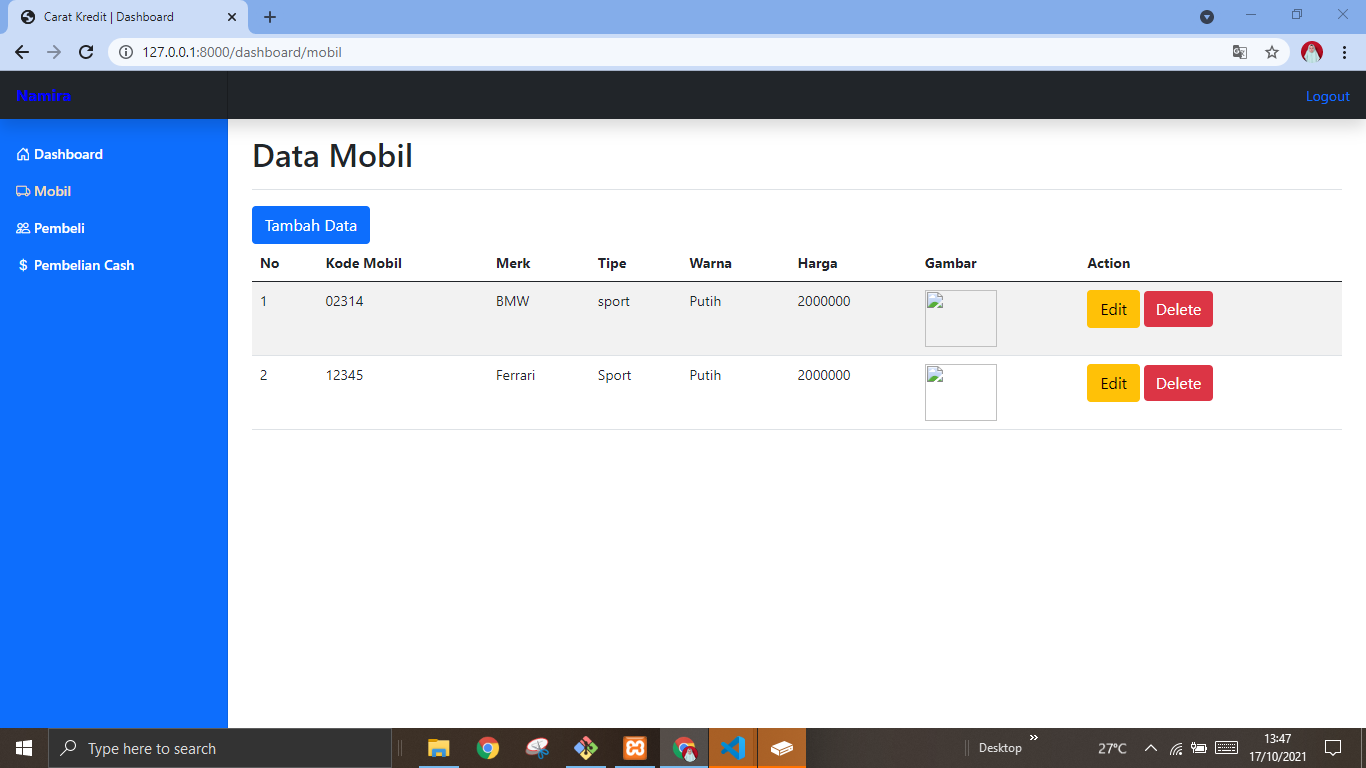 Carat Kredit | Dashboard
127.0.0.1:8000/dashboard/mobil
Namira
Logout
Dashboard
Mobil
Pembeli
$ Pembelian Cash
Data Mobil
Tambah Data
No Kode Mobil Merk Tipe Warna Harga Gambar Action
1 02314 BMW sport Putih 2000000 Edit Delete
2 12345 Ferrari Sport Putih 2000000 Edit Delete
Type here to search
Desktop
27°C
13:47
17/10/2021